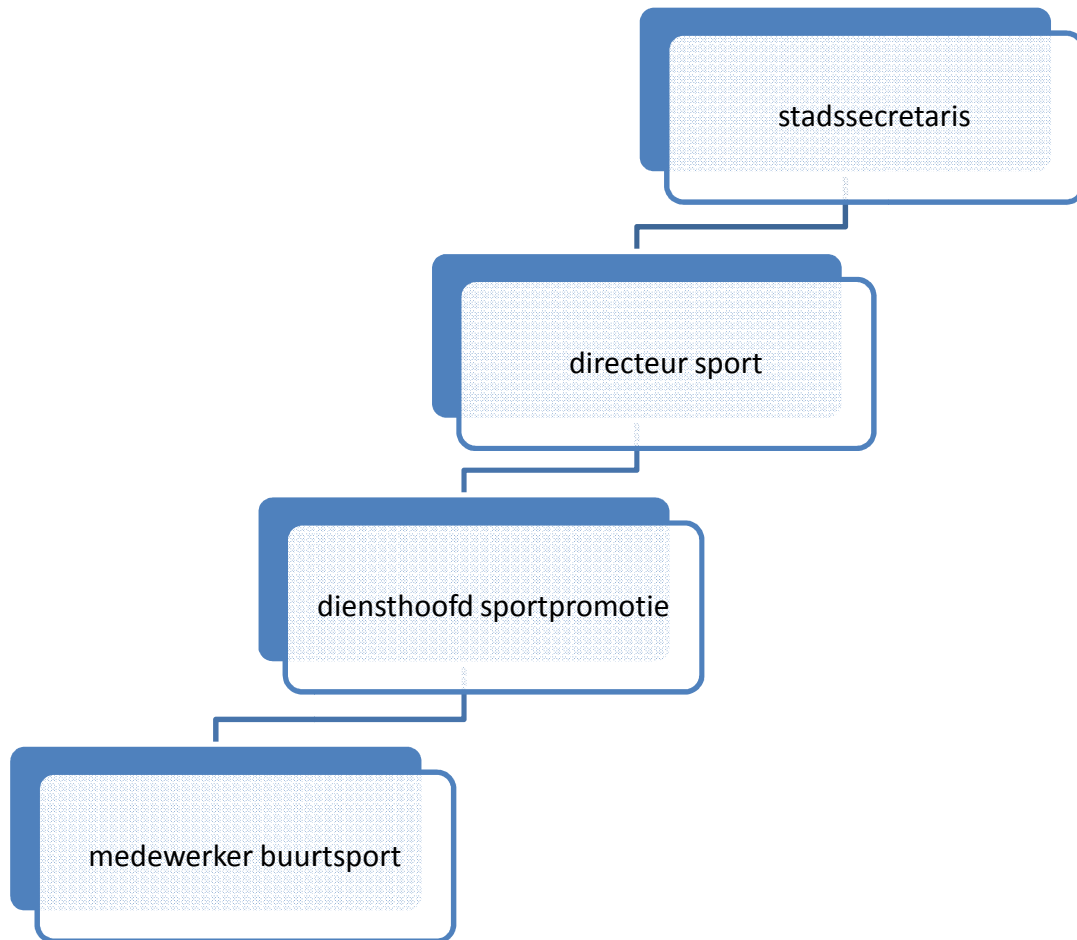 stadssecretaris
directeur sport
diensthoofd sportpromotie
medewerker buurtsport